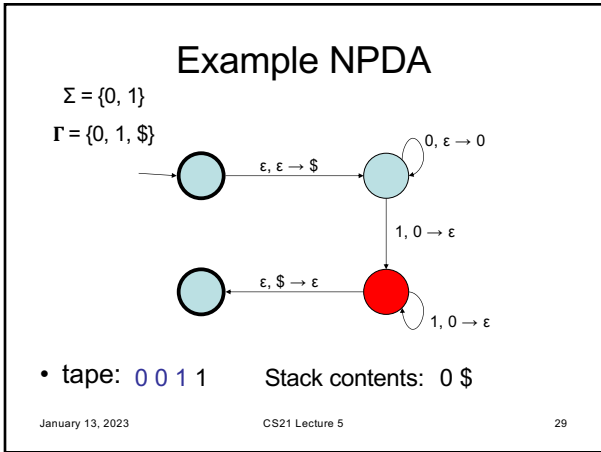 Example NPDA
Σ = {0, 1}
Γ = {0, 1, $}
0, ε → 0
ε, ε → $
1, 0 → ε
ε, $ → ε
1, 0 → ε
• tape: 0 0 1 1 Stack contents: 0 $
January 13, 2023 CS21 Lecture 5 29